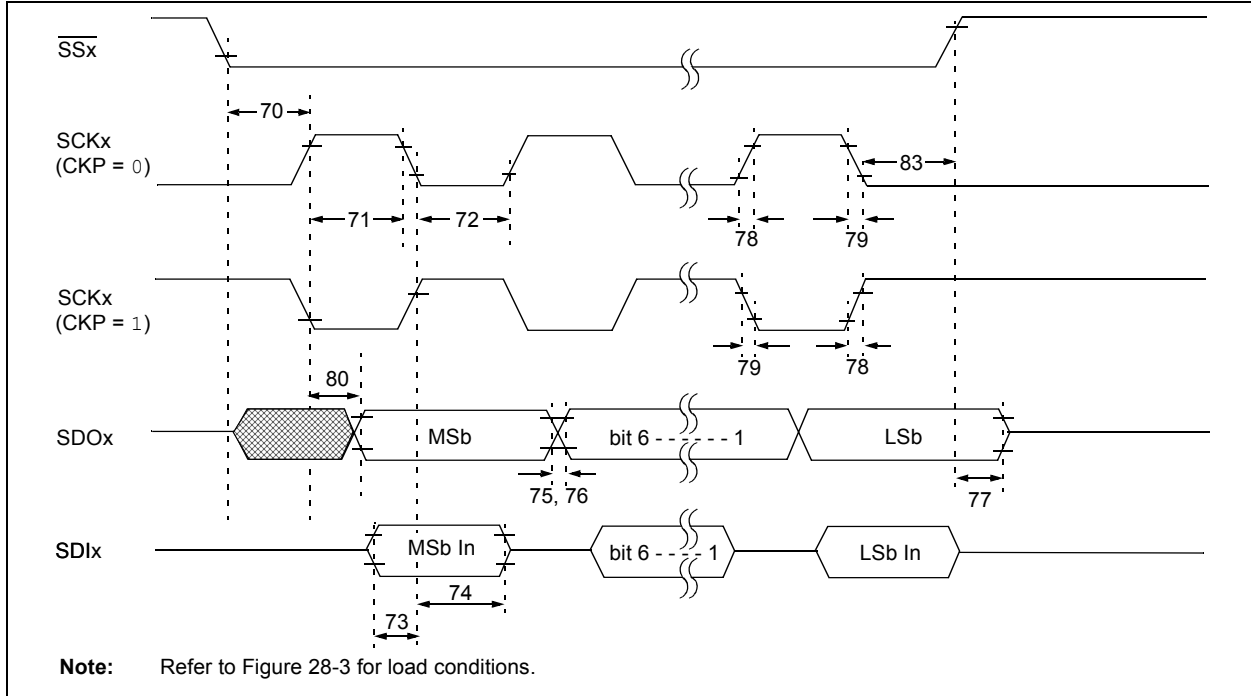 SSx
70
SCKx
(CKP = 0)
83
71
72
78
79
SCKx
(CKP = 1)
79
78
80
SDOx
MSb
bit 6 - - - - - - 1
LSb
75, 76
77
SDIx
MSb In
bit 6 - - - - 1
LSb In
74
73
Note: Refer to Figure 28-3 for load conditions.